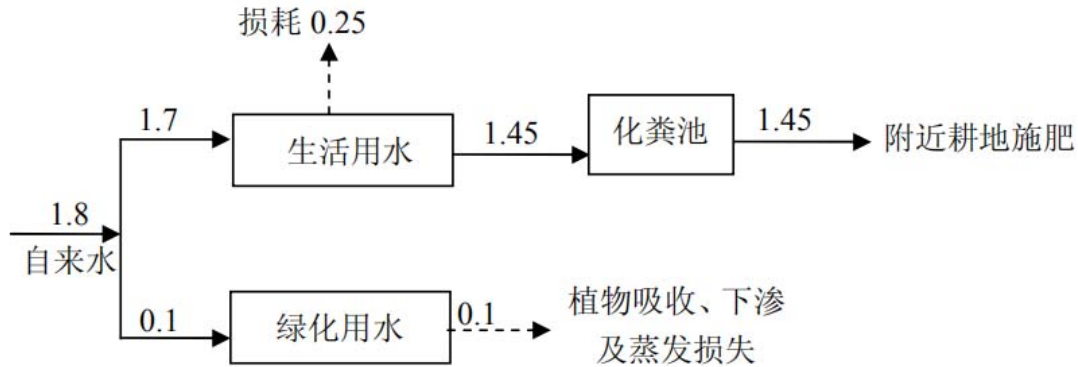 损耗 0.25
1.7
生活用水
1.45
化粪池
1.45
附近耕地施肥
1.8
自来水
0.1
绿化用水
0.1
植物吸收、下渗
及蒸发损失